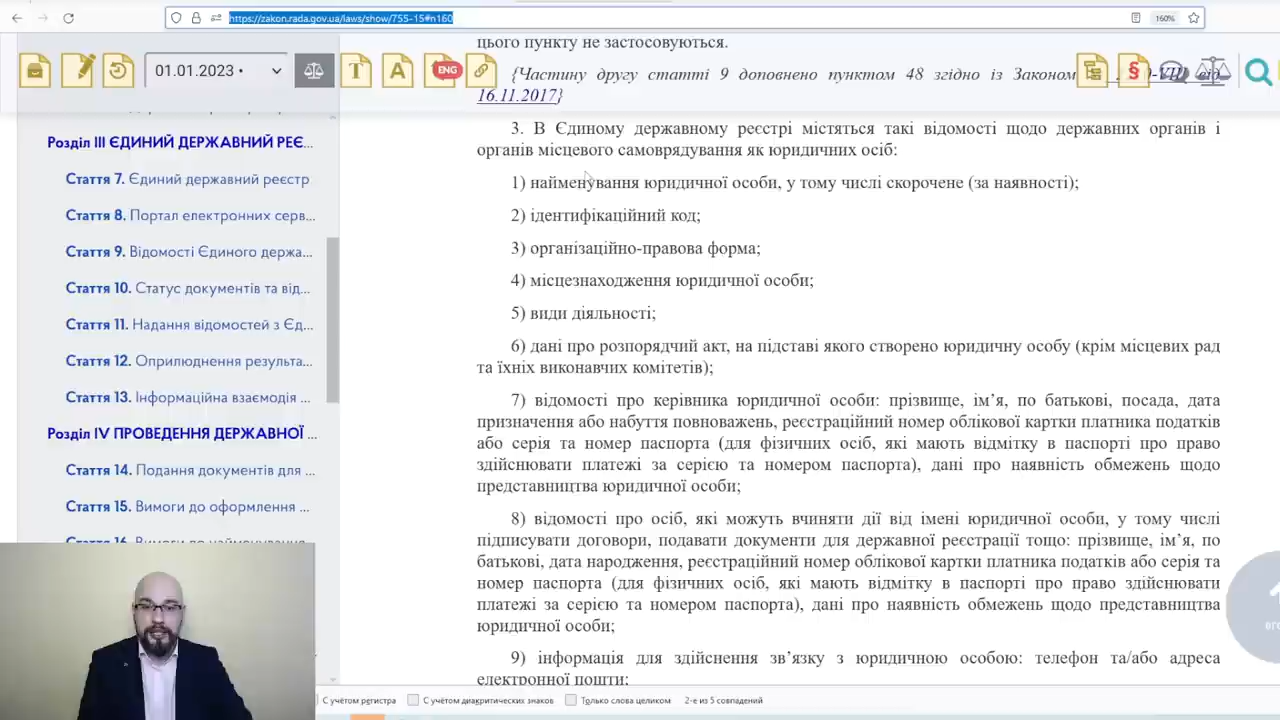 https://zakon.rada.gov.ua/laws/show/755-15#n160
160%
01.01.2023 •
T
A
ENG
§
цього пункту не застосовуються.
{Частину другу статті 9 доповнено пунктом 48 згідно із Законом
16.11.2017}
3. В Єдиному державному реєстрі містяться такі відомості щодо державних органів і
органів місцевого самоврядування як юридичних осіб:
1) найменування юридичної особи, у тому числі скорочене (за наявності);
2) ідентифікаційний код;
3) організаційно-правова форма;
4) місцезнаходження юридичної особи;
5) види діяльності;
6) дані про розпорядчий акт, на підставі якого створено юридичну особу (крім місцевих рад
та їхніх виконавчих комітетів);
7) відомості про керівника юридичної особи: прізвище, ім’я, по батькові, посада, дата
призначення або набуття повноважень, реєстраційний номер облікової картки платника податків
або серія та номер паспорта (для фізичних осіб, які мають відмітку в паспорті про право
здійснювати платежі за серією та номером паспорта), дані про наявність обмежень щодо
представництва юридичної особи;
8) відомості про осіб, які можуть вчиняти дії від імені юридичної особи, у тому числі
підписувати договори, подавати документи для державної реєстрації тощо: прізвище, ім’я, по
батькові, дата народження, реєстраційний номер облікової картки платника податків або серія та
номер паспорта (для фізичних осіб, які мають відмітку в паспорті про право здійснювати
платежі за серією та номером паспорта), дані про наявність обмежень щодо представництва
юридичної особи;
9) інформація для здійснення зв’язку з юридичною особою: телефон та/або адреса
електронної пошти;
Розділ III ЄДИНИЙ ДЕРЖАВНИЙ РЕЄ...
Стаття 7. Єдиний державний реєстр
Стаття 8. Портал електронних серв...
Стаття 9. Відомості Єдиного держа...
Стаття 10. Статус документів та від...
Стаття 11. Надання відомостей з Єд...
Стаття 12. Оприлюднення результа...
Стаття 13. Інформаційна взаємодія ...
Розділ IV ПРОВЕДЕННЯ ДЕРЖАВНОЇ ...
Стаття 14. Подання документів для ...
Стаття 15. Вимоги до оформлення ...
С учётом регистра
С учётом диакритических знаков
Только слова целиком
2-е из 5 совпадений